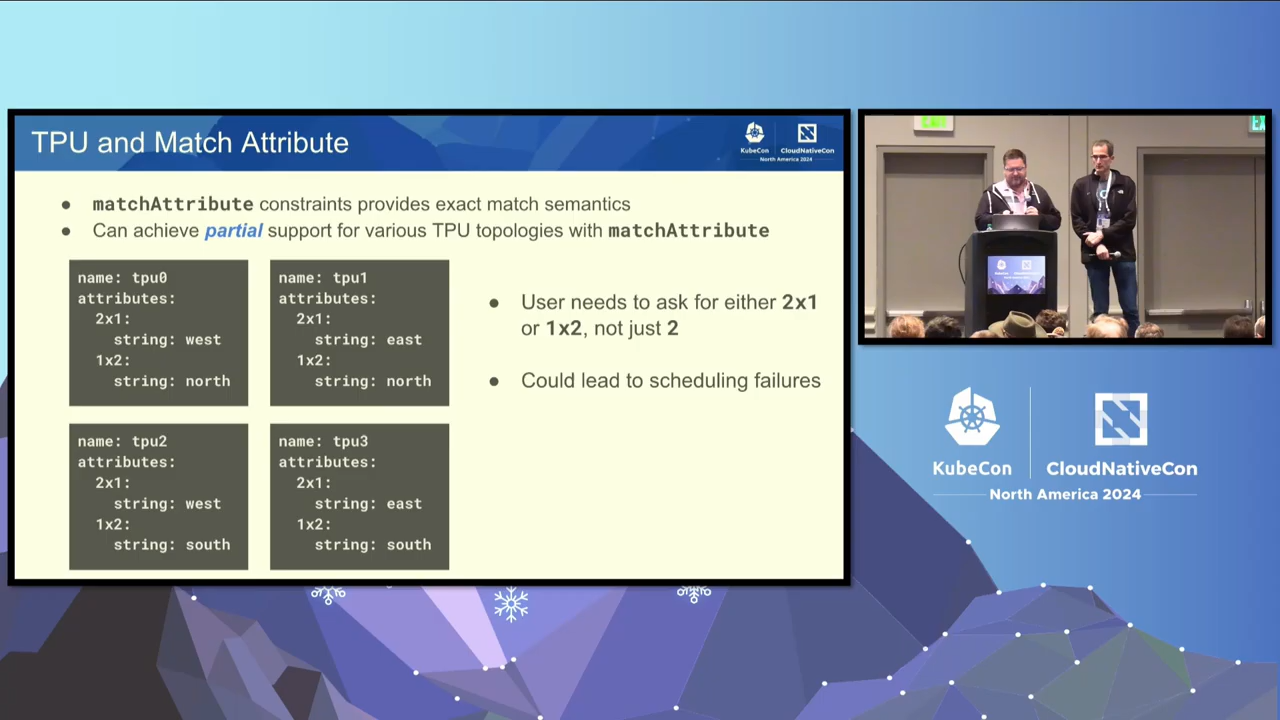 TPU and Match Attribute
KubeCon
CloudNativeCon
North America 2024
● matchAttribute constraints provides exact match semantics
● Can achieve partial support for various TPU topologies with matchAttribute
name: tpu0
attributes:
2x1:
string: west
1x2:
string: north
name: tpu1
attributes:
2x1:
string: east
1x2:
string: north
● User needs to ask for either 2x1
or 1x2, not just 2
● Could lead to scheduling failures
name: tpu2
attributes:
2x1:
string: west
1x2:
string: south
name: tpu3
attributes:
2x1:
string: east
1x2:
string: south
EXIT
KubeCon
CloudNativeCon
North America 2024